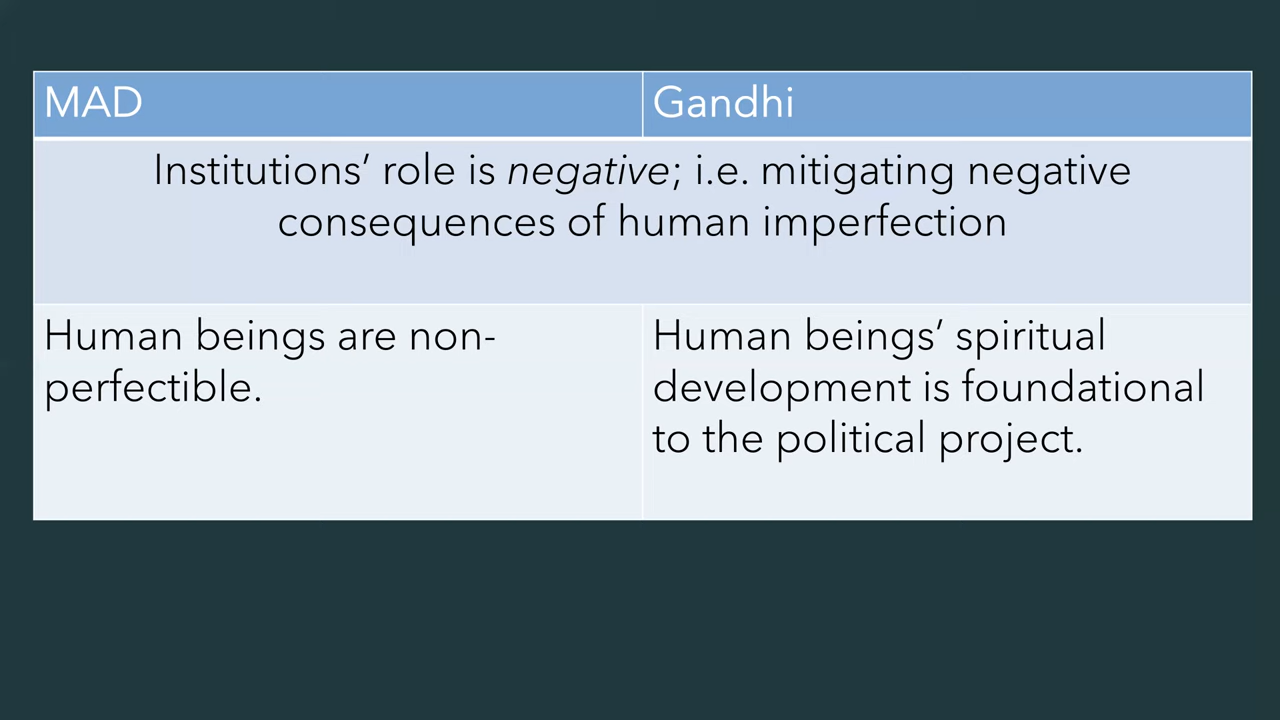 MAD
Gandhi
Institutions’ role is negative; i.e. mitigating negative
consequences of human imperfection
Human beings are non-
perfectible.
Human beings’ spiritual
development is foundational
to the political project.